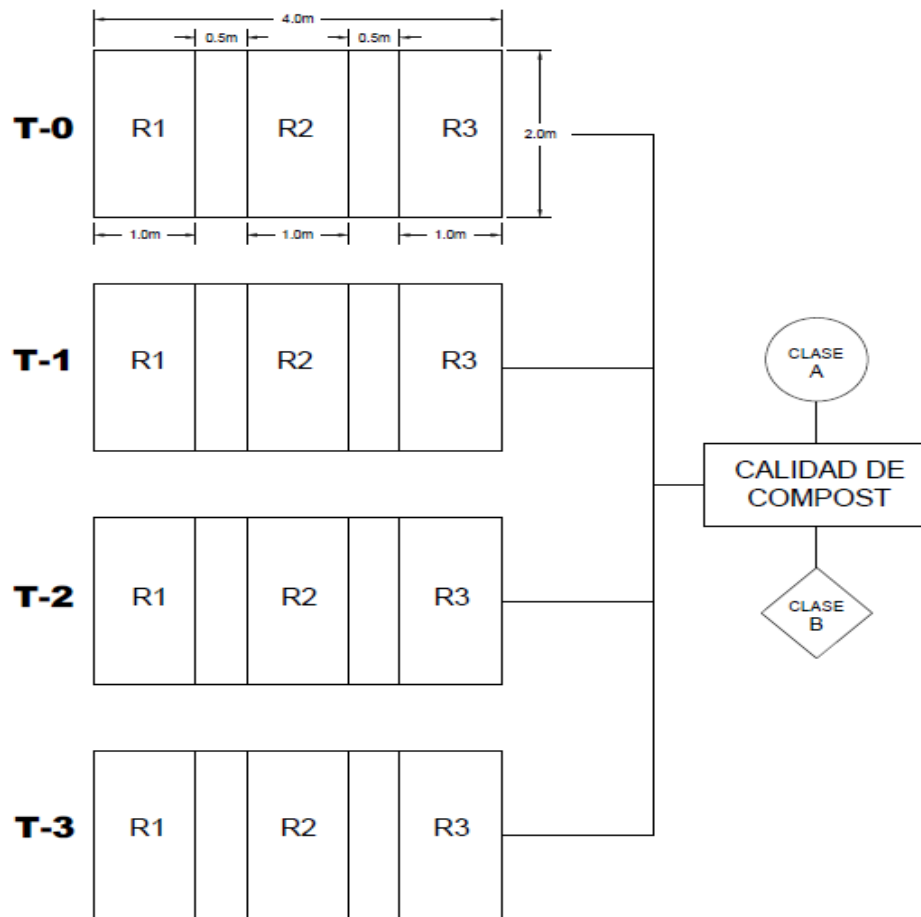 4.0m
0.5m 0.5m
T-0 R1 R2 R3 2.0m
1.0m 1.0m 1.0m
T-1 R1 R2 R3
CLASE
A
CALIDAD DE
COMPOST
T-2 R1 R2 R3
CLASE
B
T-3 R1 R2 R3